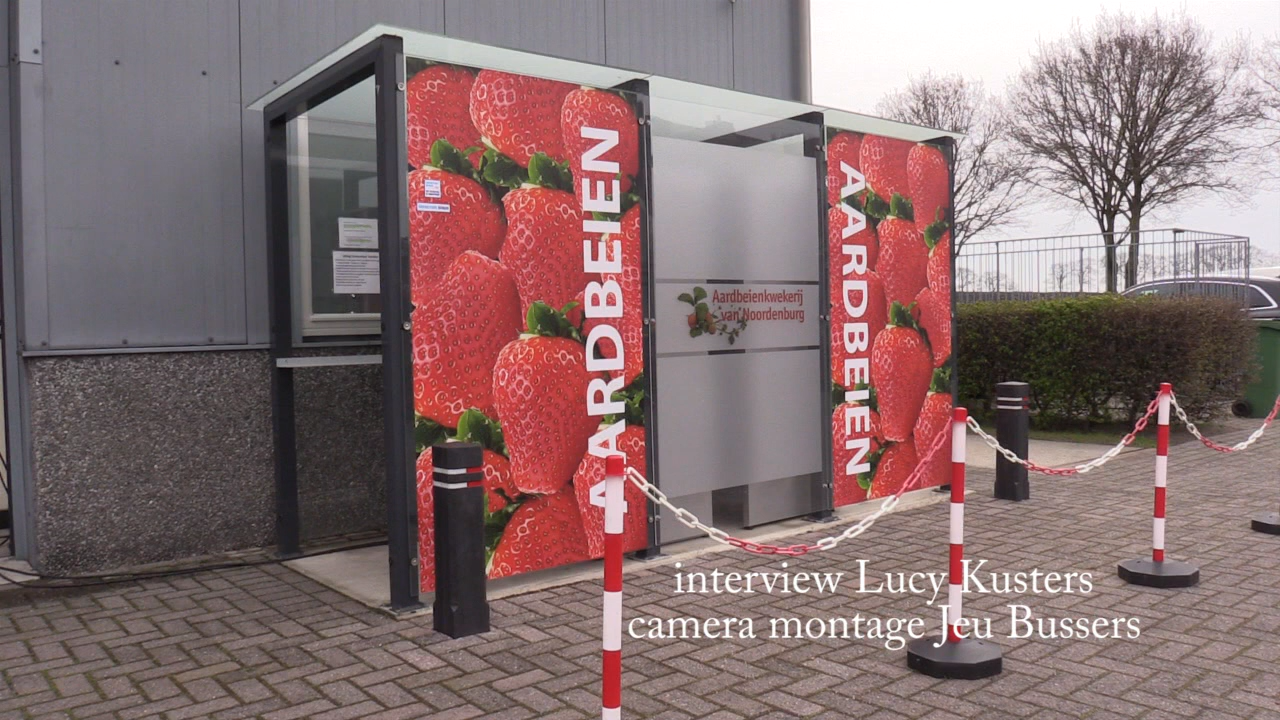 AARDBEIEN
Aardbeienkwekerij
van Noordenburg
AARDBEIEN
interview Lucy Kusters
camera montage Jeu Bussers